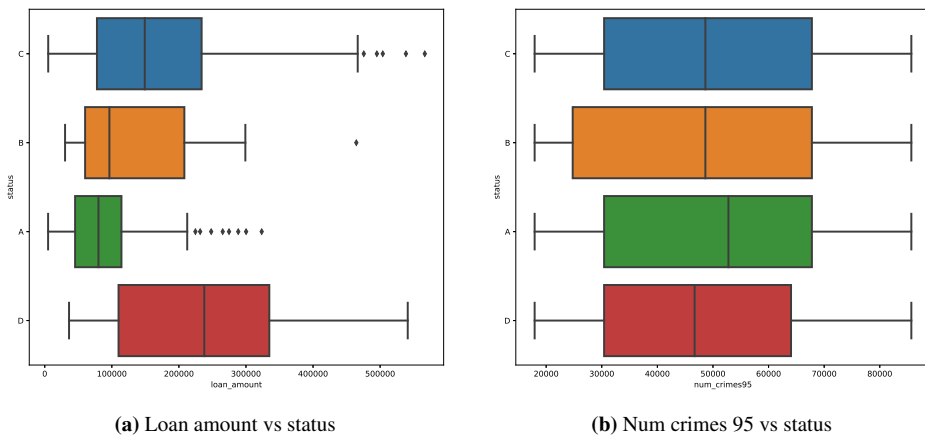 C
B
A
D
status
0 100000 200000 300000 400000 500000
loan_amount
(a) Loan amount vs status
C
B
A
D
status
20000 30000 40000 50000 60000 70000 80000
num_crimes95
(b) Num crimes 95 vs status